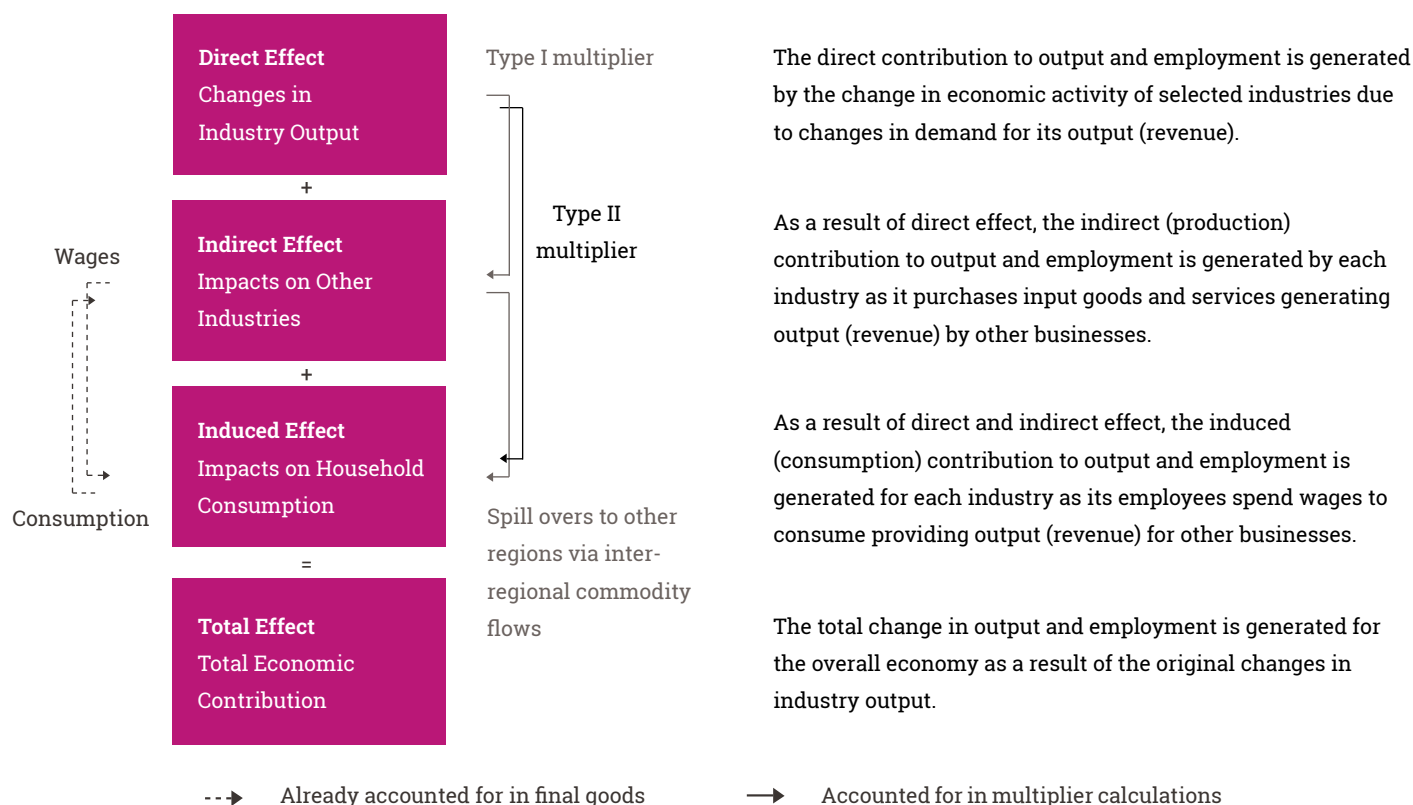 Direct Effect
Changes in
Industry Output
Type I multiplier
The direct contribution to output and employment is generated
by the change in economic activity of selected industries due
to changes in demand for its output (revenue).
+
Wages
Indirect Effect
Impacts on Other
Industries
Type II
multiplier
As a result of direct effect, the indirect (production)
contribution to output and employment is generated by each
industry as it purchases input goods and services generating
output (revenue) by other businesses.
+
Consumption
Induced Effect
Impacts on Household
Consumption
Spill overs to other
regions via inter-
regional commodity
flows
As a result of direct and indirect effect, the induced
(consumption) contribution to output and employment is
generated for each industry as its employees spend wages to
consume providing output (revenue) for other businesses.
=
Total Effect
Total Economic
Contribution
The total change in output and employment is generated for
the overall economy as a result of the original changes in
industry output.
Already accounted for in final goods
Accounted for in multiplier calculations